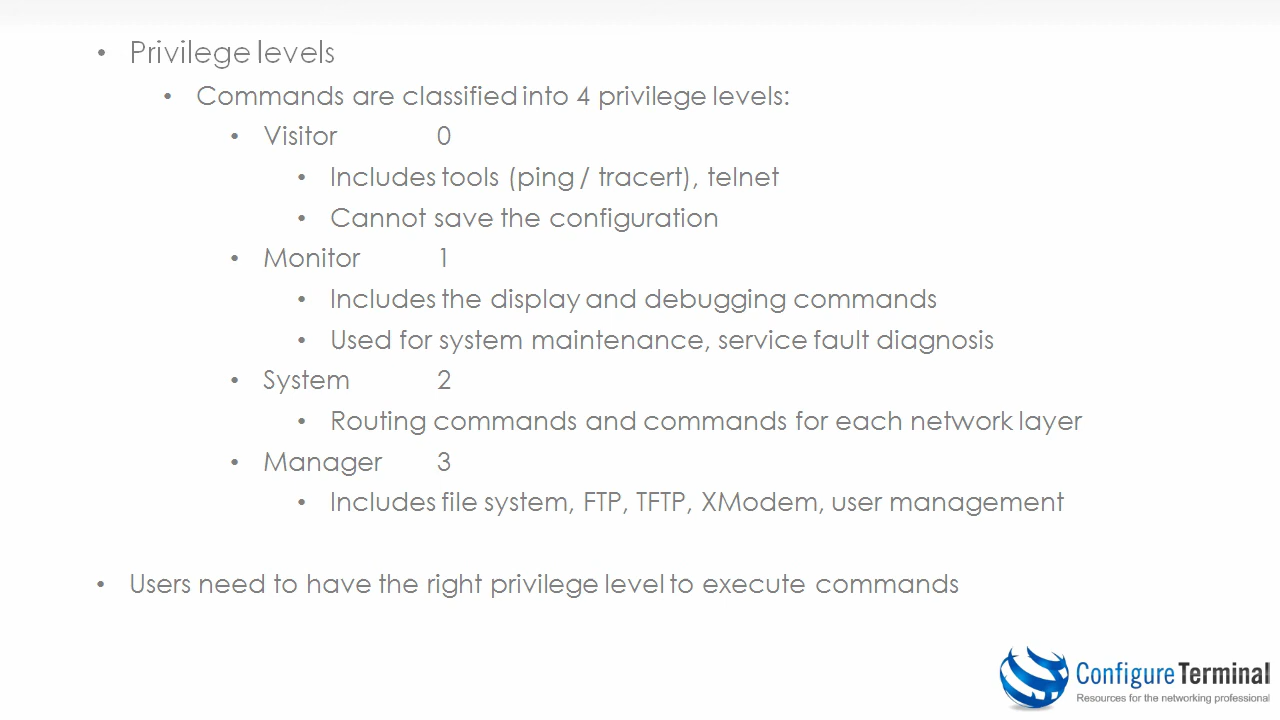 • Privilege levels
• Commands are classified into 4 privilege levels:
• Visitor 0
• Includes tools (ping / tracert), telnet
• Cannot save the configuration
• Monitor 1
• Includes the display and debugging commands
• Used for system maintenance, service fault diagnosis
• System 2
• Routing commands and commands for each network layer
• Manager 3
• Includes file system, FTP, TFTP, XModem, user management
• Users need to have the right privilege level to execute commands
Configure Terminal
Resources for the networking professional